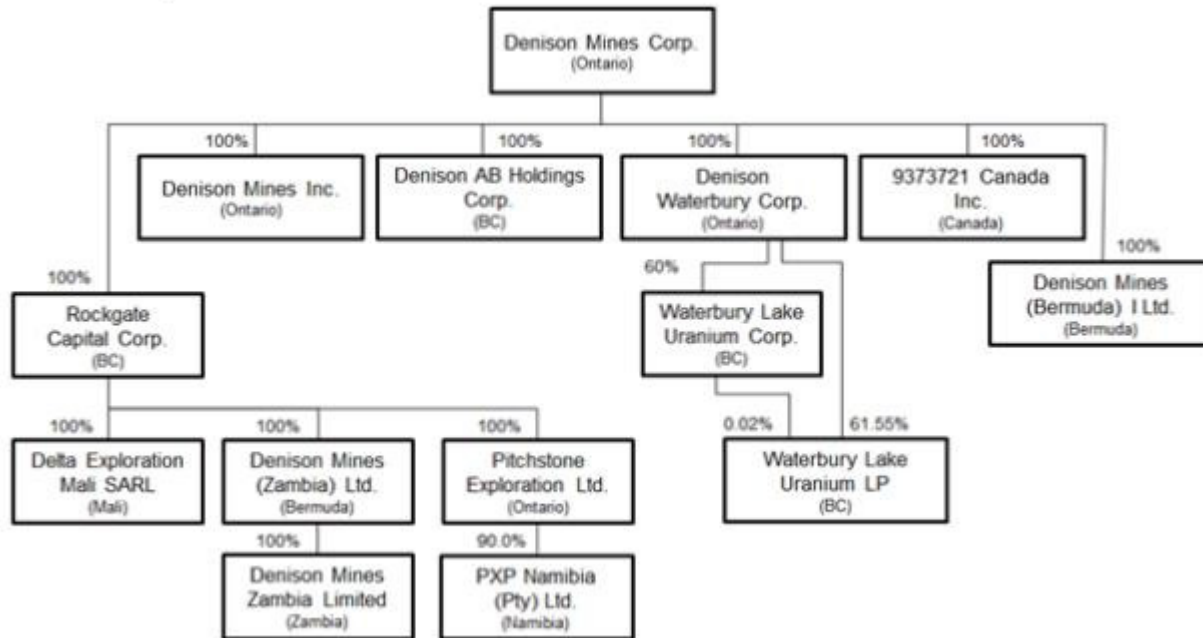 Denison Mines Corp.
(Ontario)
100%
100%
100%
100%
Denison Mines Inc.
(Ontario)
Denison AB Holdings
Corp.
(BC)
Denison
Waterbury Corp.
(Ontario)
9373721 Canada
Inc.
(Canada)
100%
60%
100%
Rockgate
Capital Corp.
(BC)
Waterbury Lake
Uranium Corp.
(BC)
Denison Mines
(Bermuda) I Ltd.
(Bermuda)
100%
100%
100%
0.02%
61.55%
Delta Exploration
Mali SARL
(Mali)
Denison Mines
(Zambia) Ltd.
(Bermuda)
Pitchstone
Exploration Ltd.
(Ontario)
Waterbury Lake
Uranium LP
(BC)
100%
90.0%
Denison Mines
Zambia Limited
(Zambia)
PXP Namibia
(Pty) Ltd.
(Namibia)